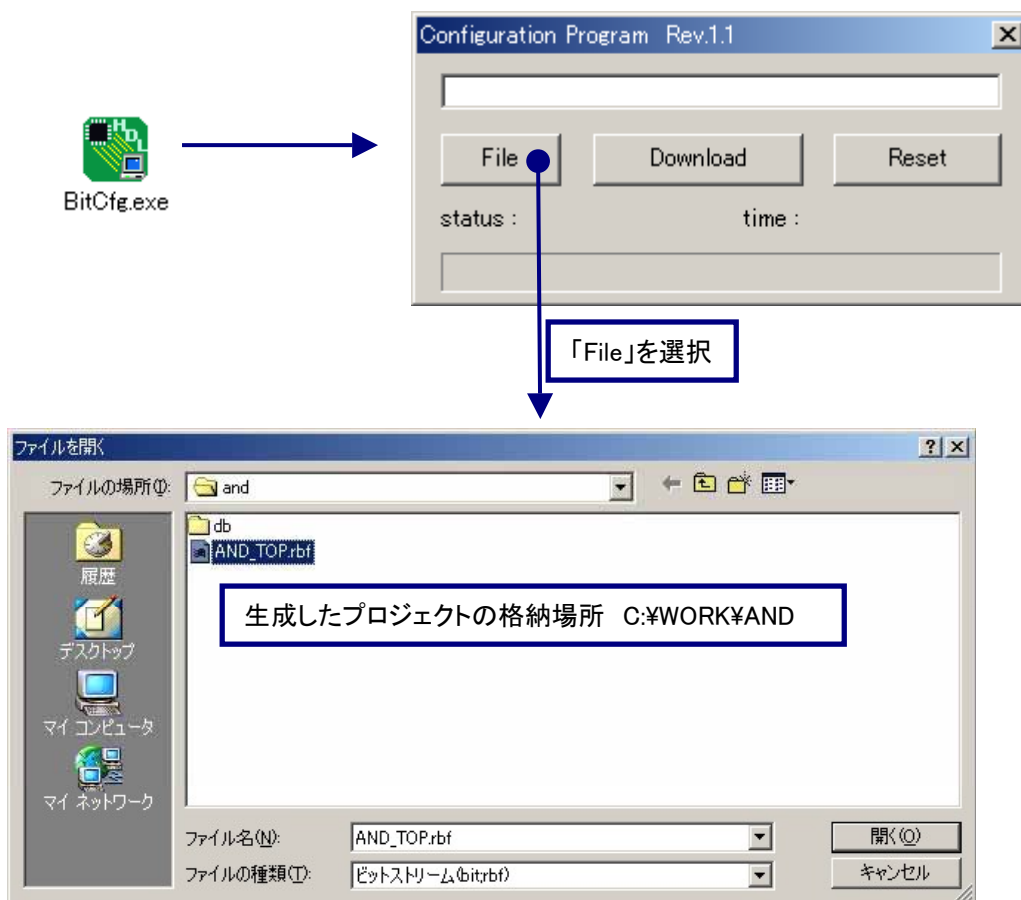 Configuration Program Rev.1.1
HDL
BitCfg.exe
File
Download
Reset
status :
time :
「File」を選択
ファイルを開く
ファイルの場所(I):
and
db
AND_TOP.rbf
生成したプロジェクトの格納場所 C:¥WORK¥AND
履歴
デスクトップ
マイ コンピュータ
マイ ネットワーク
ファイル名(N):
AND_TOP.rbf
開く(O)
ファイルの種類(T):
ビットストリーム(bit;rbf)
キャンセル